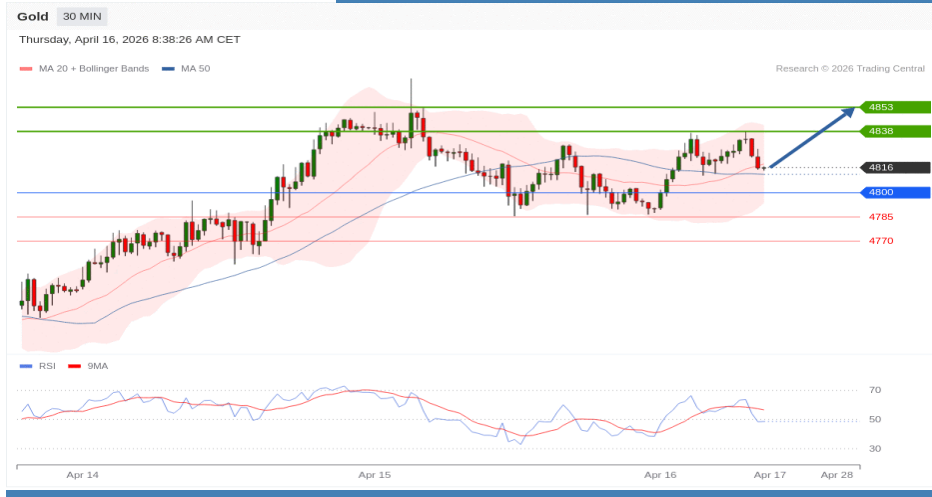 Gold 30 MIN
Thursday, April 16, 2026 8:38:26 AM CET
MA 20 + Bollinger Bands MA 50 Research © 2026 Trading Central
4853
4838
4816
4800
4785
4770
RSI 9MA
70
50
30
Apr 14 Apr 15 Apr 16 Apr 17 Apr 28